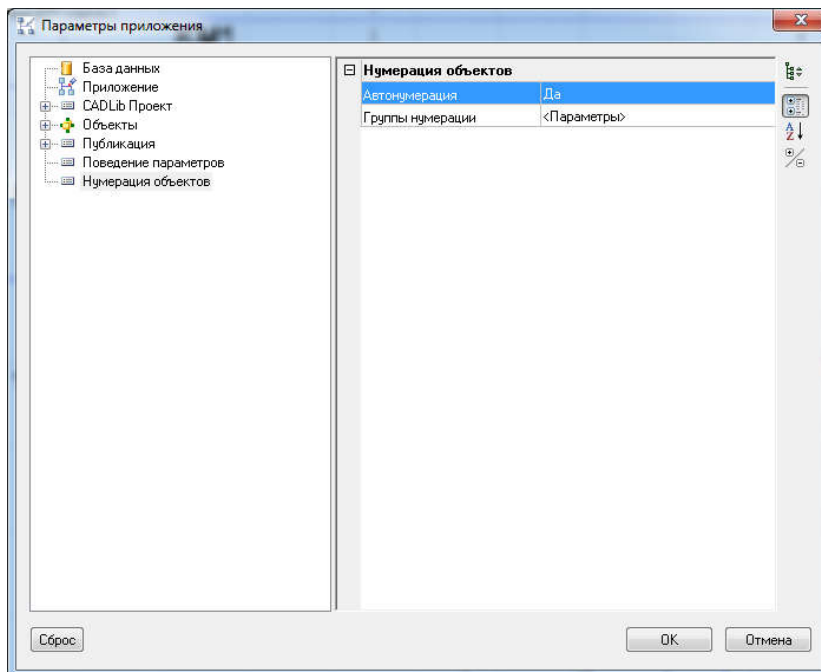 Параметры приложения
База данных
Приложение
CADLib Проект
Объекты
Публикация
Поведение параметров
Нумерация объектов
Нумерация объектов
Автонумерация Да
Группы нумерации <Параметры>
Сброс
OK
Отмена